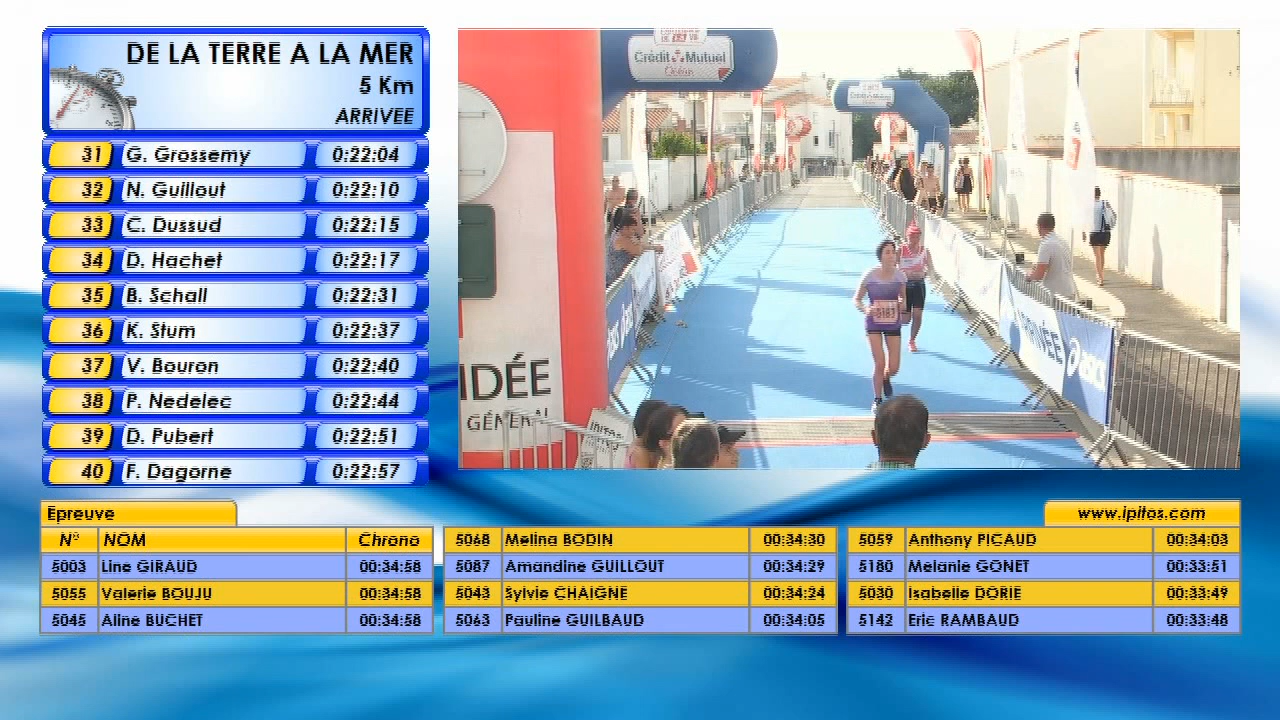 DE LA TERRE A LA MER
5 Km
ARRIVEE
31 G. Grossemy 0:22:04
32 N. Guillout 0:22:10
33 C. Dussud 0:22:15
34 D. Hachet 0:22:17
35 B. Schall 0:22:31
36 K. Stum 0:22:37
37 V. Bouron 0:22:40
38 P. Nedelec 0:22:44
39 D. Pubert 0:22:51
40 F. Dagorne 0:22:57
Crédit Mutuel
Océan
Crédit Mutuel
5187
ARRIVÉE
asics
IDÉE
GÉNÉRAL
Epreuve
www.ipitos.com
N° NOM Chrono
5003 Line GIRAUD 00:34:58
5055 Valerie BOUJU 00:34:58
5045 Aline BUCHET 00:34:58
5068 Melina BODIN 00:34:30
5087 Amandine GUILLOUT 00:34:29
5043 Sylvie CHAIGNE 00:34:24
5063 Pauline GUILBAUD 00:34:05
5059 Anthony PICAUD 00:34:03
5180 Melanie GONET 00:33:51
5030 Isabelle DORIE 00:33:49
5142 Eric RAMBAUD 00:33:48